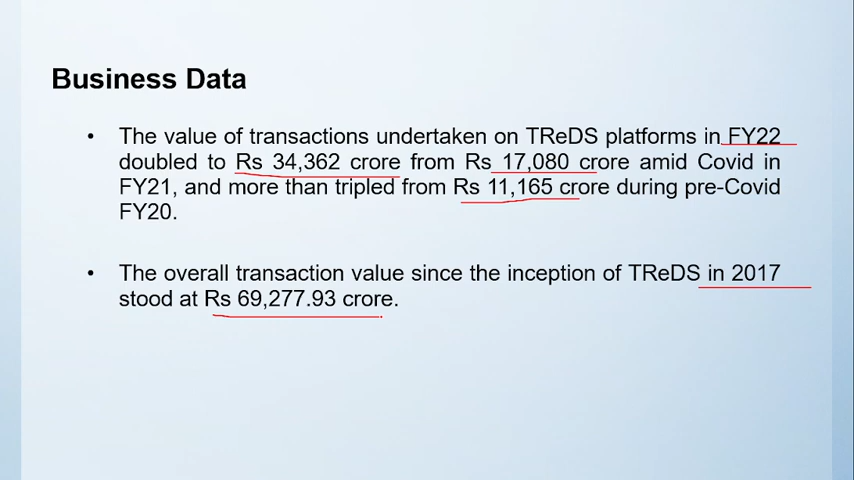 Business Data
• The value of transactions undertaken on TReDS platforms in FY22
doubled to Rs 34,362 crore from Rs 17,080 crore amid Covid in
FY21, and more than tripled from Rs 11,165 crore during pre-Covid
FY20.
• The overall transaction value since the inception of TReDS in 2017
stood at Rs 69,277.93 crore.